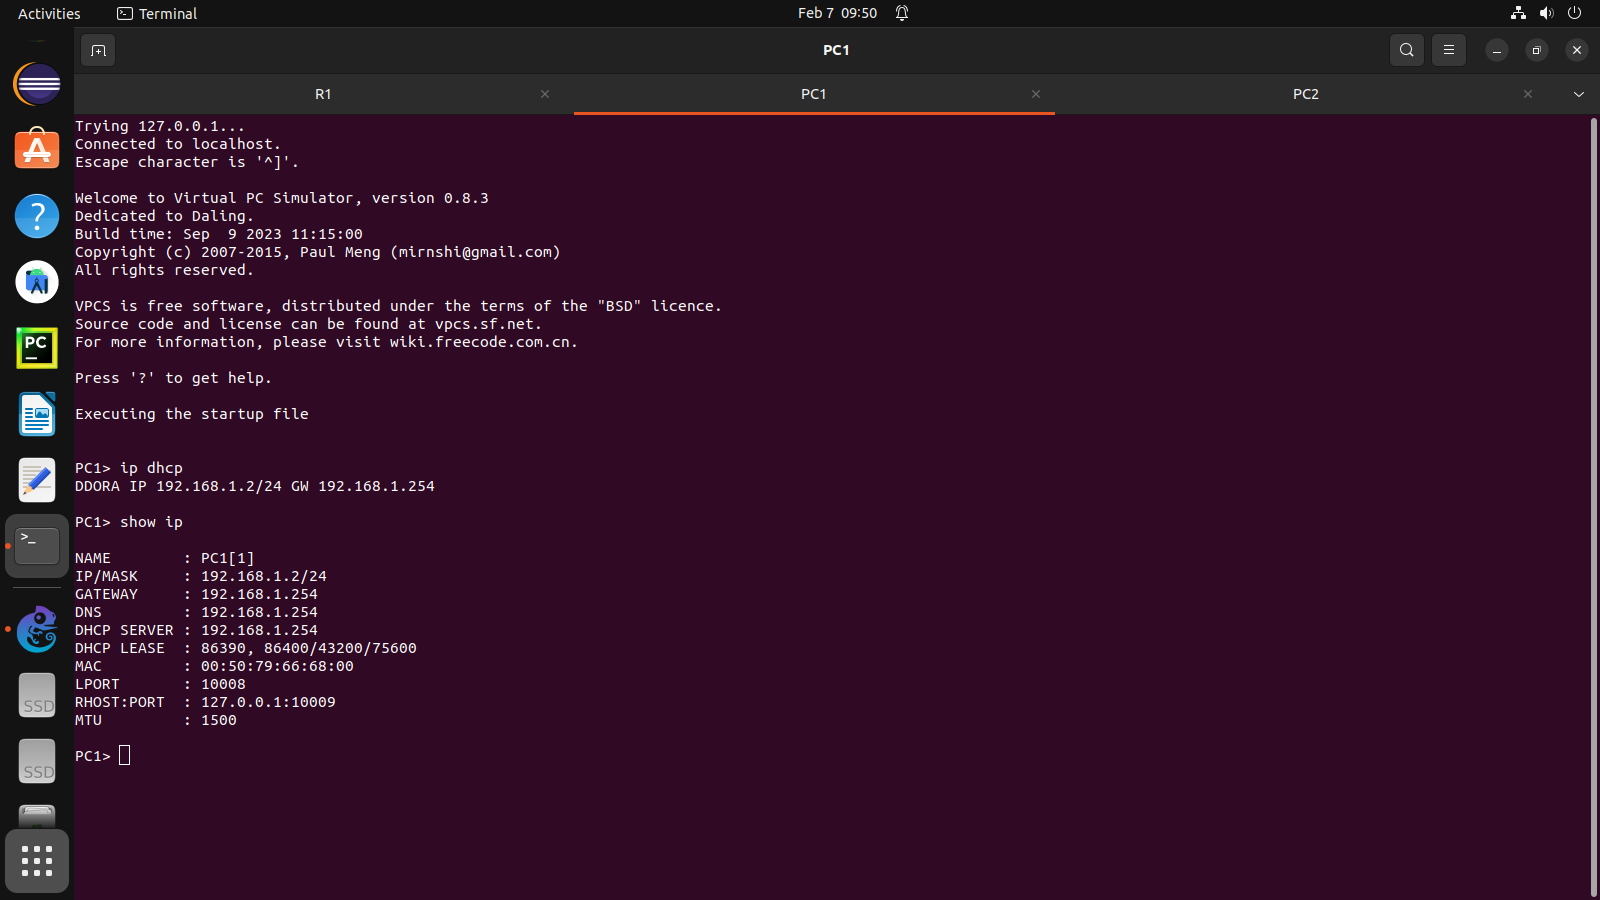 Activities
Terminal
Feb 7 09:50
PC1
R1
PC1
PC2
Trying 127.0.0.1...
Connected to localhost.
Escape character is '^]'.
Welcome to Virtual PC Simulator, version 0.8.3
Dedicated to Daling.
Build time: Sep  9 2023 11:15:00
Copyright (c) 2007-2015, Paul Meng (mirnshi@gmail.com)
All rights reserved.
VPCS is free software, distributed under the terms of the "BSD" licence.
Source code and license can be found at vpcs.sf.net.
For more information, please visit wiki.freecode.com.cn.
Press '?' to get help.
Executing the startup file
PC1> ip dhcp
DDORA IP 192.168.1.2/24 GW 192.168.1.254
PC1> show ip
NAME        : PC1[1]
IP/MASK     : 192.168.1.2/24
GATEWAY     : 192.168.1.254
DNS         : 192.168.1.254
DHCP SERVER : 192.168.1.254
DHCP LEASE  : 86390, 86400/43200/75600
MAC         : 00:50:79:66:68:00
LPORT       : 10008
RHOST:PORT  : 127.0.0.1:10009
MTU         : 1500
PC1>
PC
SSD
SSD